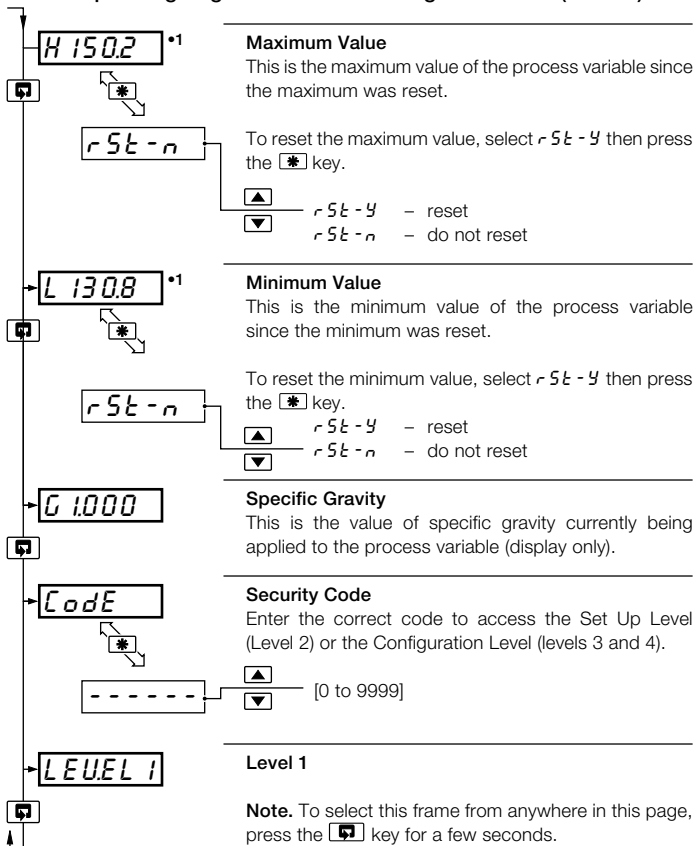 H 150.2 •1
Maximum Value
This is the maximum value of the process variable since
the maximum was reset.
rSt-n
To reset the maximum value, select rSt-Y then press
the * key.
▲
▼
rSt-Y – reset
rSt-n – do not reset
L 130.8 •1
Minimum Value
This is the minimum value of the process variable
since the minimum was reset.
rSt-n
To reset the minimum value, select rSt-Y then press
the * key.
▲
▼
rSt-Y – reset
rSt-n – do not reset
G 1.000
Specific Gravity
This is the value of specific gravity currently being
applied to the process variable (display only).
CodE
Security Code
Enter the correct code to access the Set Up Level
(Level 2) or the Configuration Level (levels 3 and 4).
*
- - - - - -
▲
▼
[0 to 9999]
LEVEL 1
Level 1
Note. To select this frame from anywhere in this page,
press the key for a few seconds.